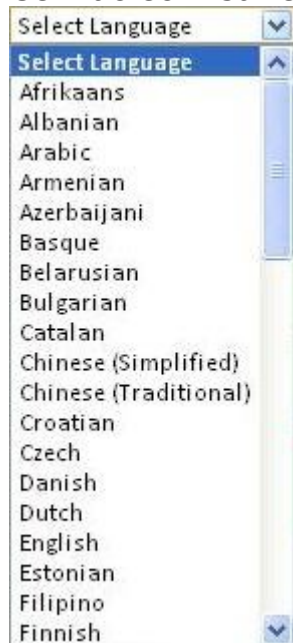 Select Language
Select Language
Afrikaans
Albanian
Arabic
Armenian
Azerbaijani
Basque
Belarusian
Bulgarian
Catalan
Chinese (Simplified)
Chinese (Traditional)
Croatian
Czech
Danish
Dutch
English
Estonian
Filipino
Finnish